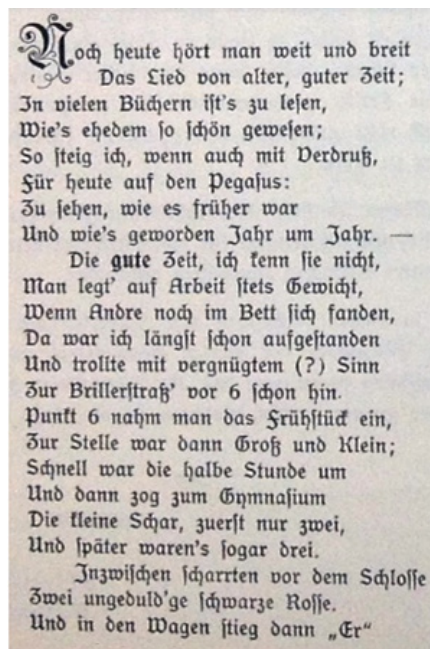 Noch heute hört man weit und breit
Das Lied von alter, guter Zeit;
In vielen Büchern ist's zu lesen,
Wie's ehedem so schön gewesen;
So steig ich, wenn auch mit Verdruß,
Für heute auf den Pegasus:
Zu sehen, wie es früher war
Und wie's geworden Jahr um Jahr. —
Die gute Zeit, ich kenn sie nicht,
Man legt' auf Arbeit stets Gewicht,
Wenn Andre noch im Bett sich fanden,
Da war ich längst schon aufgestanden
Und trollte mit vergnügtem (?) Sinn
Zur Brillerstraß' vor 6 schon hin.
Punkt 6 nahm man das Frühstück ein,
Zur Stelle war dann Groß und Klein;
Schnell war die halbe Stunde um
Und dann zog zum Gymnasium
Die kleine Schar, zuerst nur zwei,
Und später waren's sogar drei.
Inzwischen scharrten vor dem Schlosse
Zwei ungeduld'ge schwarze Rosse.
Und in den Wagen stieg dann „Er“